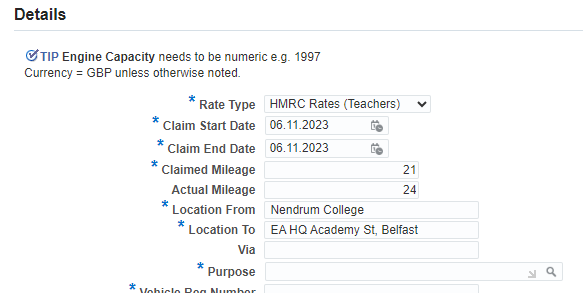 Details
TIP Engine Capacity needs to be numeric e.g. 1997
Currency = GBP unless otherwise noted.
* Rate Type HMRC Rates (Teachers)
* Claim Start Date 06.11.2023
* Claim End Date 06.11.2023
* Claimed Mileage 21
Actual Mileage 24
* Location From Nendrum College
* Location To EA HQ Academy St, Belfast
Via
* Purpose
* Vehicle Reg Number